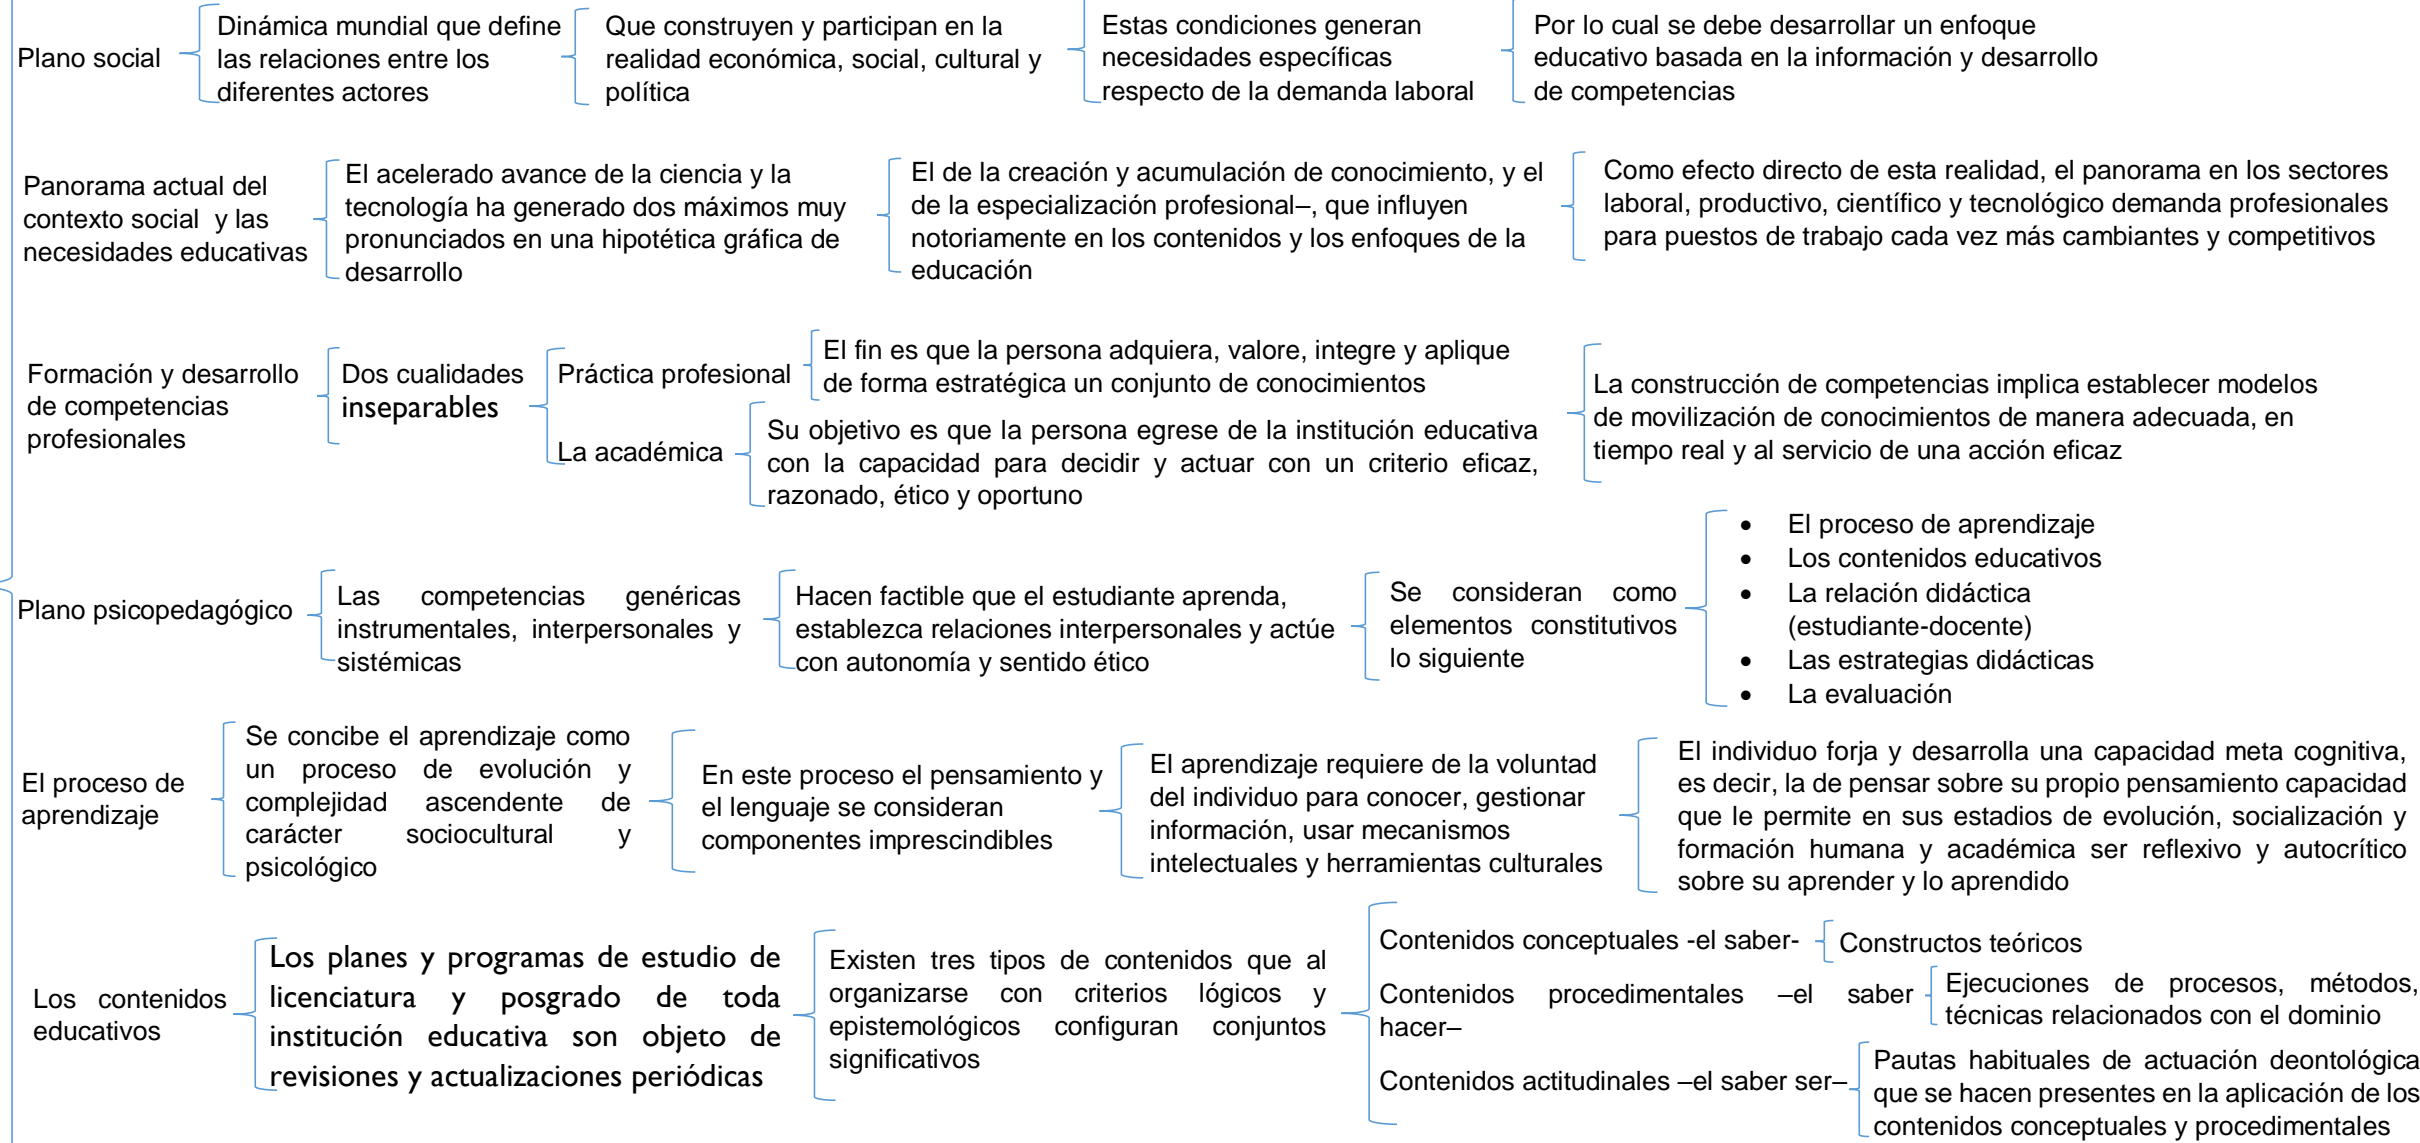 Plano social
Dinámica mundial que define
las relaciones entre los
diferentes actores
Que construyen y participan en la
realidad económica, social, cultural y
política
Estas condiciones generan
necesidades específicas
respecto de la demanda laboral
Por lo cual se debe desarrollar un enfoque
educativo basada en la información y desarrollo
de competencias
Panorama actual del
contexto social y las
necesidades educativas
El acelerado avance de la ciencia y la
tecnología ha generado dos máximos muy
pronunciados en una hipotética gráfica de
desarrollo
El de la creación y acumulación de conocimiento, y el
de la especialización profesional–, que influyen
notoriamente en los contenidos y los enfoques de la
educación
Como efecto directo de esta realidad, el panorama en los sectores
laboral, productivo, científico y tecnológico demanda profesionales
para puestos de trabajo cada vez más cambiantes y competitivos
Formación y desarrollo
de competencias
profesionales
Dos cualidades
inseparables
Práctica profesional
El fin es que la persona adquiera, valore, integre y aplique
de forma estratégica un conjunto de conocimientos
La académica
Su objetivo es que la persona egrese de la institución educativa
con la capacidad para decidir y actuar con un criterio eficaz,
razonado, ético y oportuno
La construcción de competencias implica establecer modelos
de movilización de conocimientos de manera adecuada, en
tiempo real y al servicio de una acción eficaz
Plano psicopedagógico
Las competencias genéricas
instrumentales, interpersonales y
sistémicas
Hacen factible que el estudiante aprenda,
establezca relaciones interpersonales y actúe
con autonomía y sentido ético
Se consideran como
elementos constitutivos
lo siguiente
• El proceso de aprendizaje
• Los contenidos educativos
• La relación didáctica
(estudiante-docente)
• Las estrategias didácticas
• La evaluación
El proceso de
aprendizaje
Se concibe el aprendizaje como
un proceso de evolución y
complejidad ascendente de
carácter sociocultural y
psicológico
En este proceso el pensamiento y
el lenguaje se consideran
componentes imprescindibles
El aprendizaje requiere de la voluntad
del individuo para conocer, gestionar
información, usar mecanismos
intelectuales y herramientas culturales
El individuo forja y desarrolla una capacidad meta cognitiva,
es decir, la de pensar sobre su propio pensamiento capacidad
que le permite en sus estadios de evolución, socialización y
formación humana y académica ser reflexivo y autocrítico
sobre su aprender y lo aprendido
Los contenidos
educativos
Los planes y programas de estudio de
licenciatura y posgrado de toda
institución educativa son objeto de
revisiones y actualizaciones periódicas
Existen tres tipos de contenidos que al
organizarse con criterios lógicos y
epistemológicos configuran conjuntos
significativos
Contenidos conceptuales -el saber-
Constructos teóricos
Contenidos procedimentales –el saber
hacer–
Ejecuciones de procesos, métodos,
técnicas relacionados con el dominio
Contenidos actitudinales –el saber ser–
Pautas habituales de actuación deontológica
que se hacen presentes en la aplicación de los
contenidos conceptuales y procedimentales